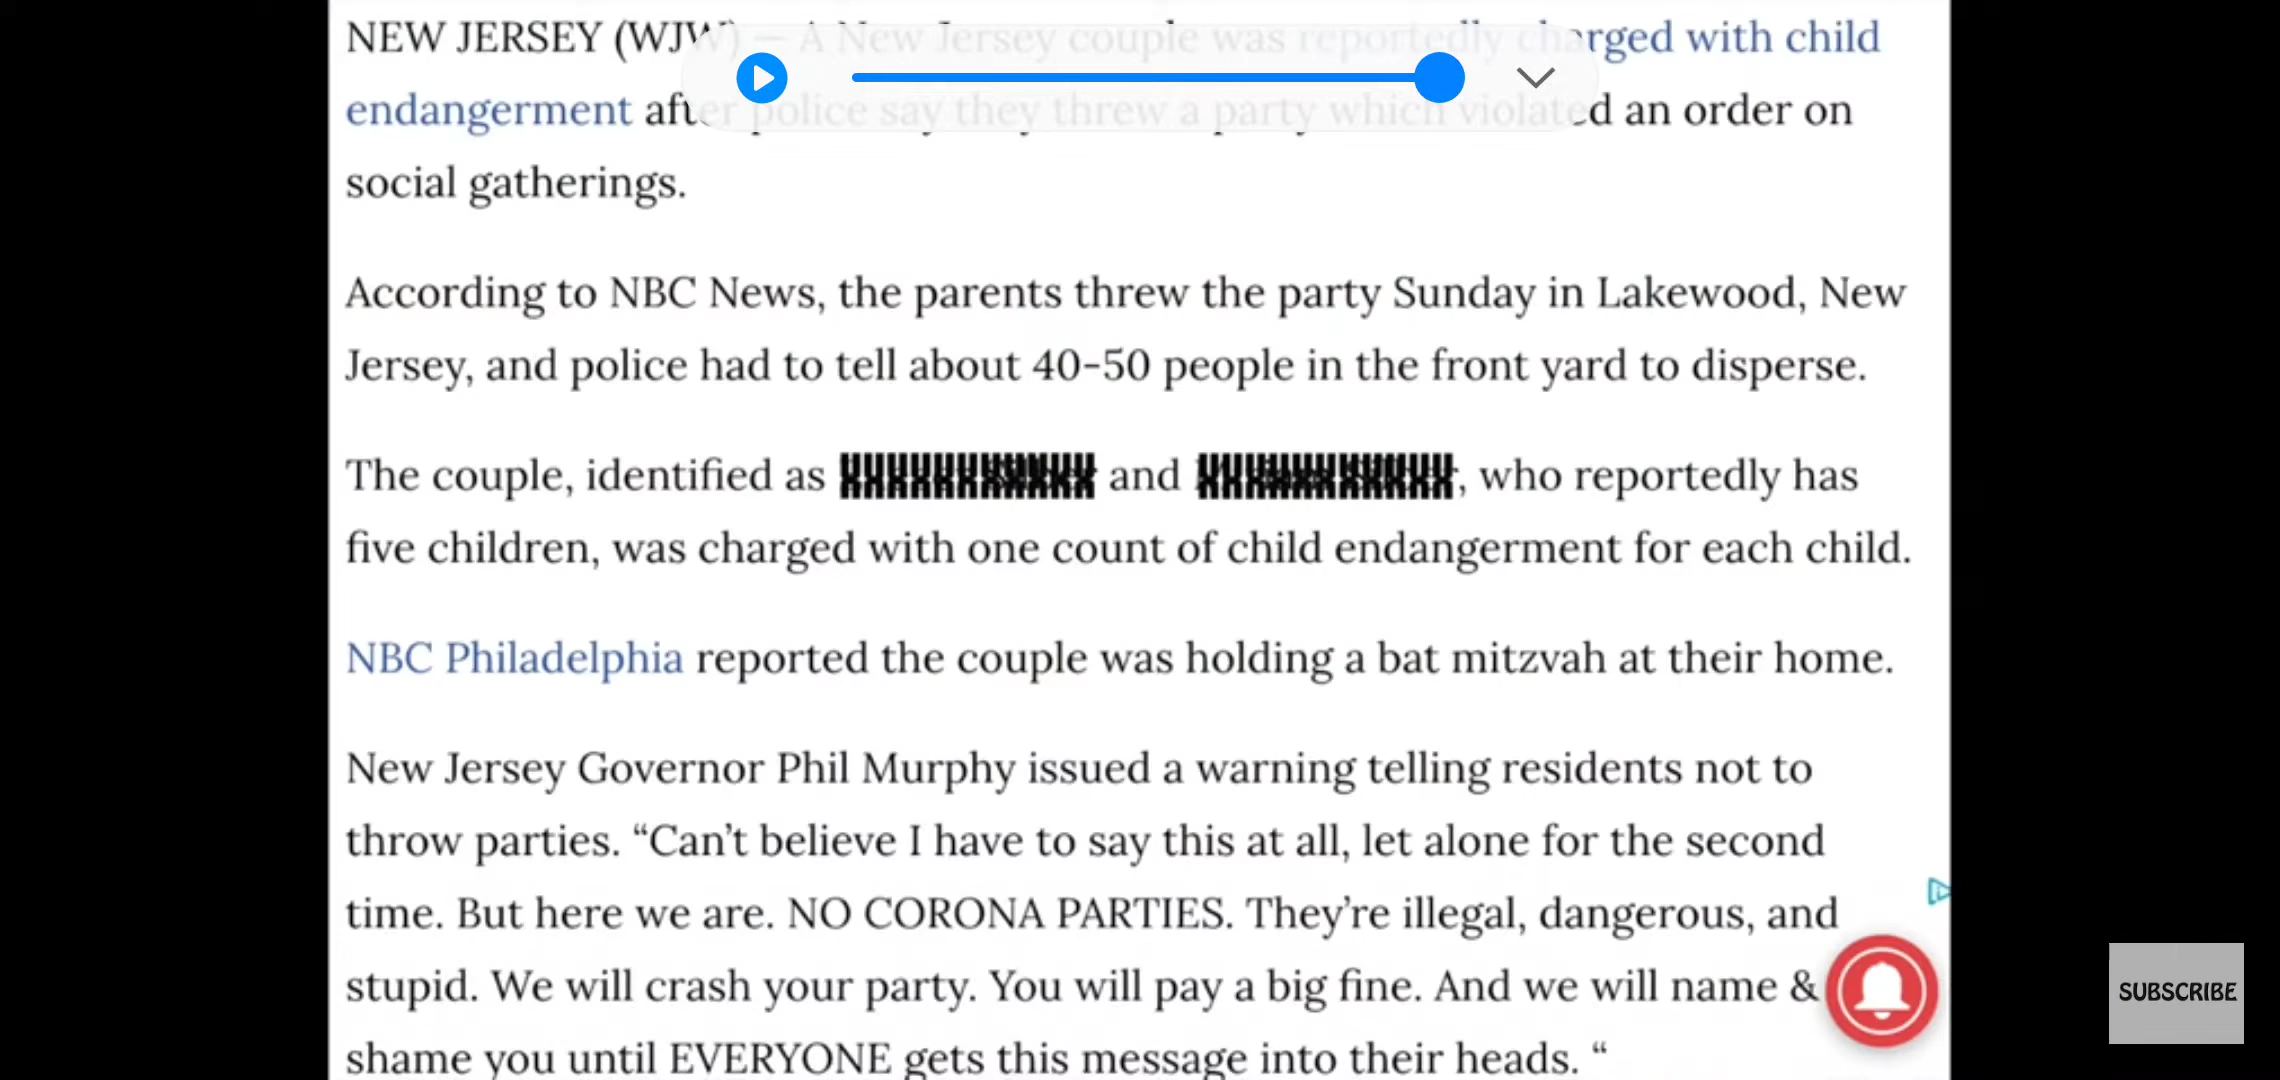 NEW JERSEY (WJW) — A New Jersey couple was reportedly charged with child
endangerment after police say they threw a party which violated an order on
social gatherings.
According to NBC News, the parents threw the party Sunday in Lakewood, New
Jersey, and police had to tell about 40-50 people in the front yard to disperse.
The couple, identified as and , who reportedly has
five children, was charged with one count of child endangerment for each child.
NBC Philadelphia reported the couple was holding a bat mitzvah at their home.
New Jersey Governor Phil Murphy issued a warning telling residents not to
throw parties. “Can’t believe I have to say this at all, let alone for the second
time. But here we are. NO CORONA PARTIES. They’re illegal, dangerous, and
stupid. We will crash your party. You will pay a big fine. And we will name &
shame you until EVERYONE gets this message into their heads. “
SUBSCRIBE